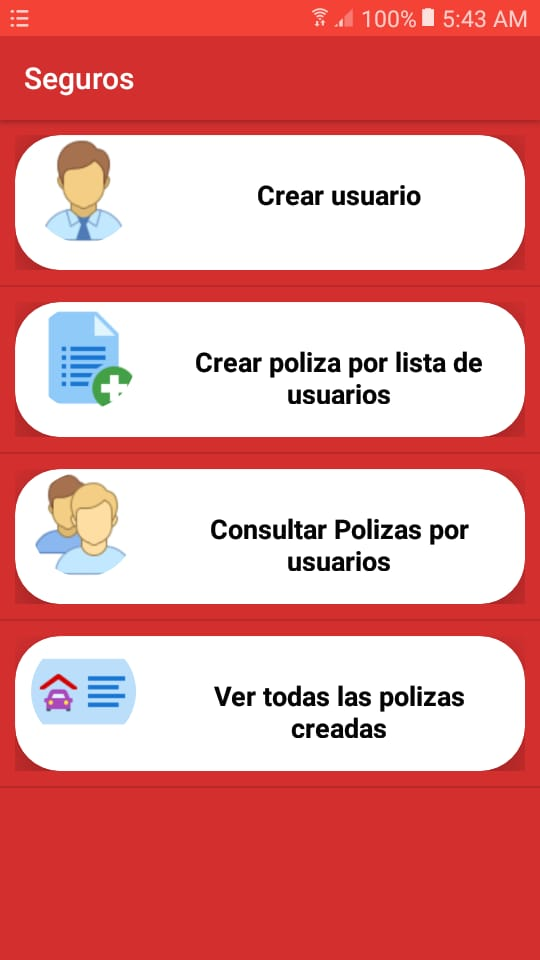 100% 5:43 AM
Seguros
Crear usuario
Crear poliza por lista de
usuarios
Consultar Polizas por
usuarios
Ver todas las polizas
creadas